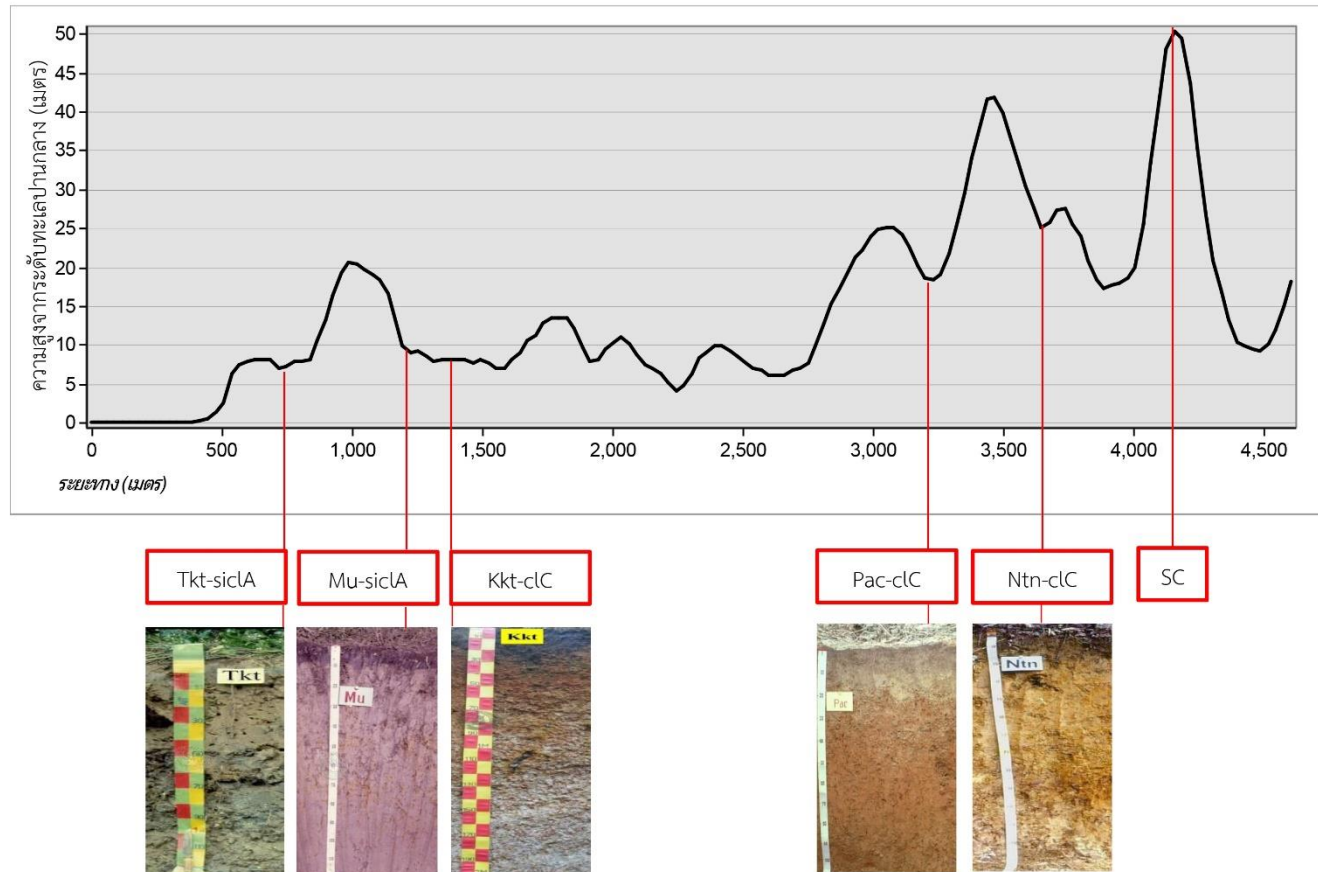 ความสูงจากระดับทะเลปานกลาง (เมตร)
50
45
40
35
30
25
20
15
10
5
0
0 500 1,000 1,500 2,000 2,500 3,000 3,500 4,000 4,500
ระยะทาง (เมตร)
Tkt-siclA Mu-siclA Kkt-clC Pac-clC Ntn-clC SC
Tkt Mu Kkt Pac Ntn